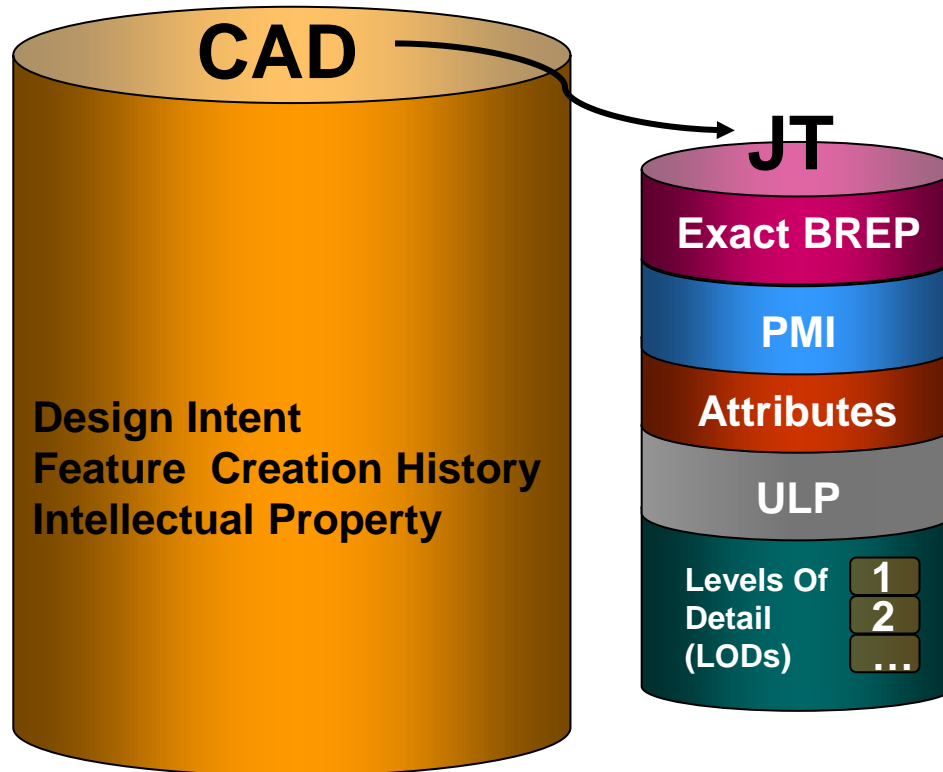 CAD
JT
Design Intent
Feature  Creation History
Intellectual Property
Exact BREP
PMI
Attributes
ULP
Levels Of
Detail
(LODs)
1
2
...